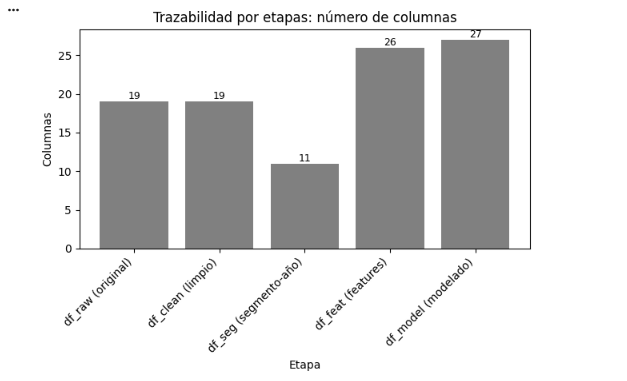 ...
Trazabilidad por etapas: número de columnas
27
26
25
19
19
20
15
11
10
5
0
Columnas
df_raw (original)
df_clean (limpio)
df_seg (segmento-año)
df_feat (features)
df_model (modelado)
Etapa